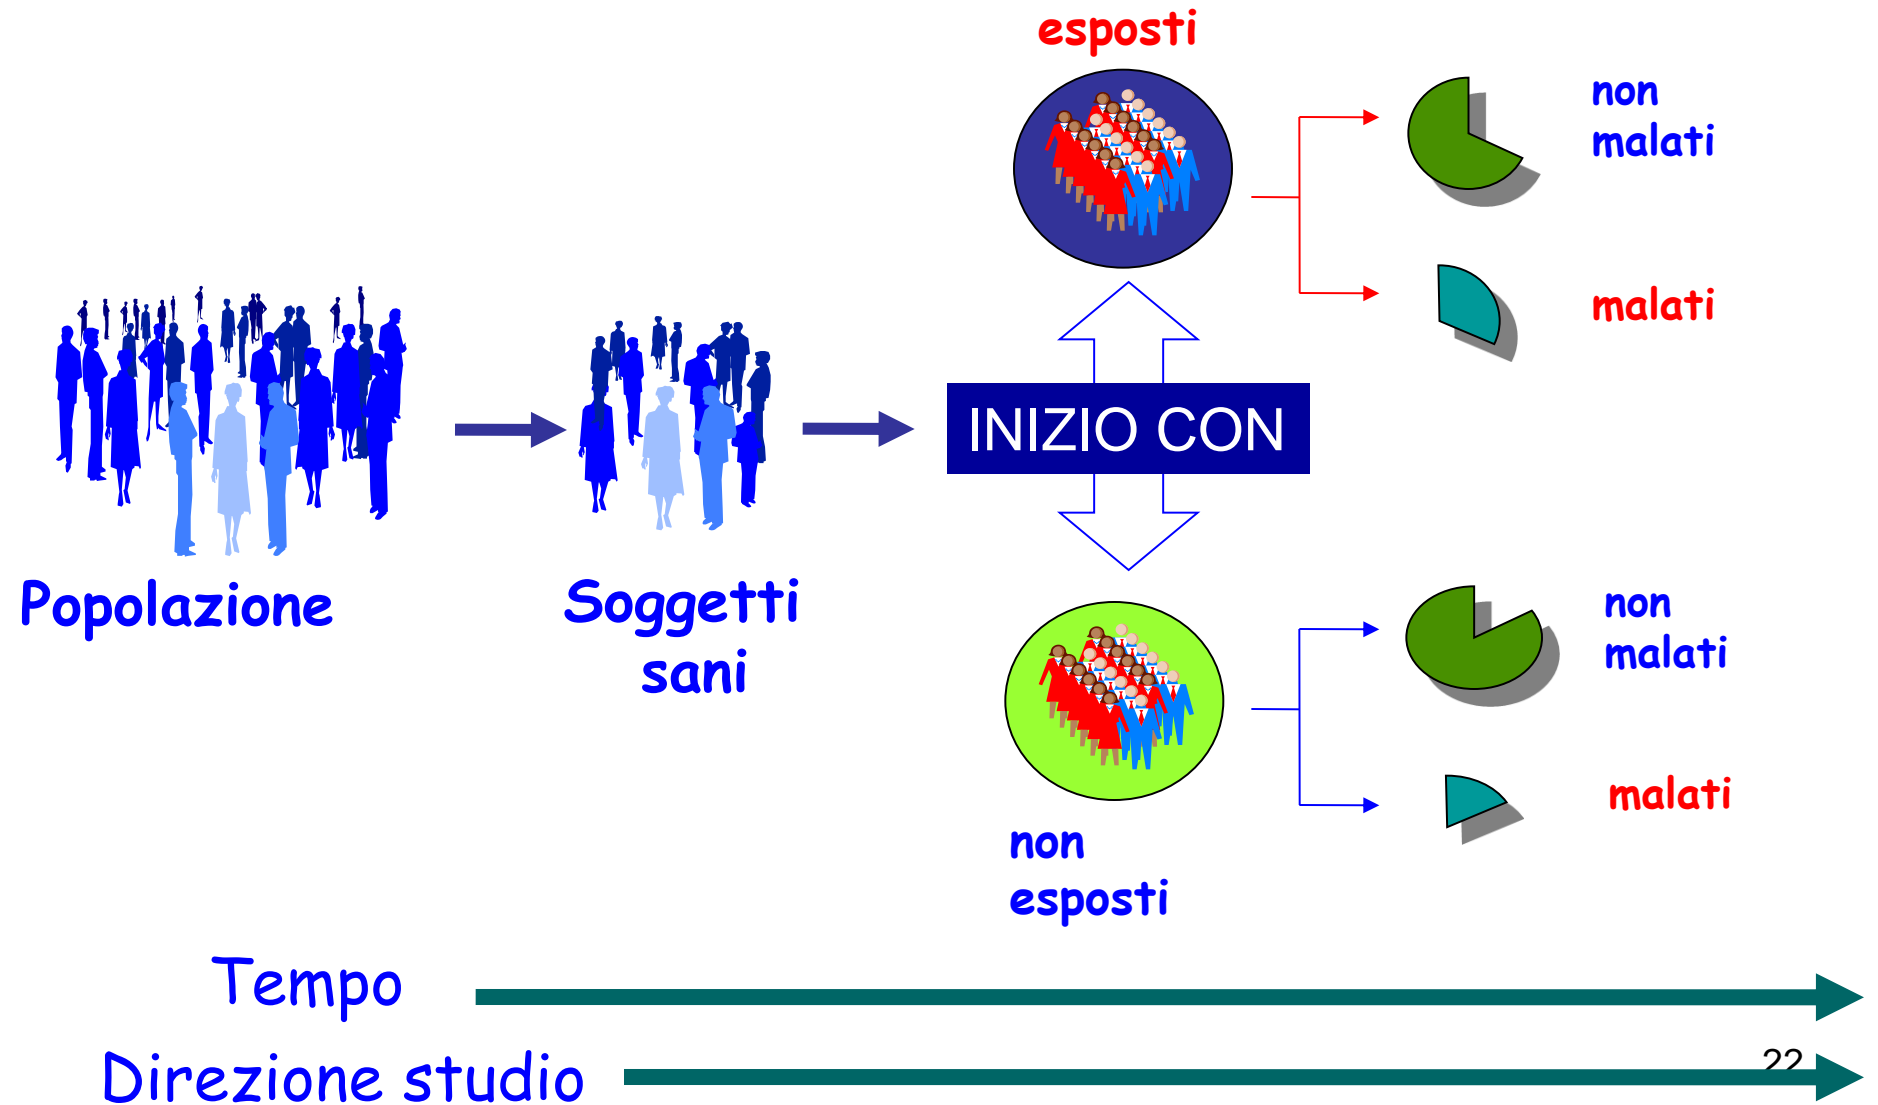 esposti
non
malati
malati
INIZIO CON
Popolazione
Soggetti
sani
non
malati
malati
non
esposti
Tempo
Direzione studio
22